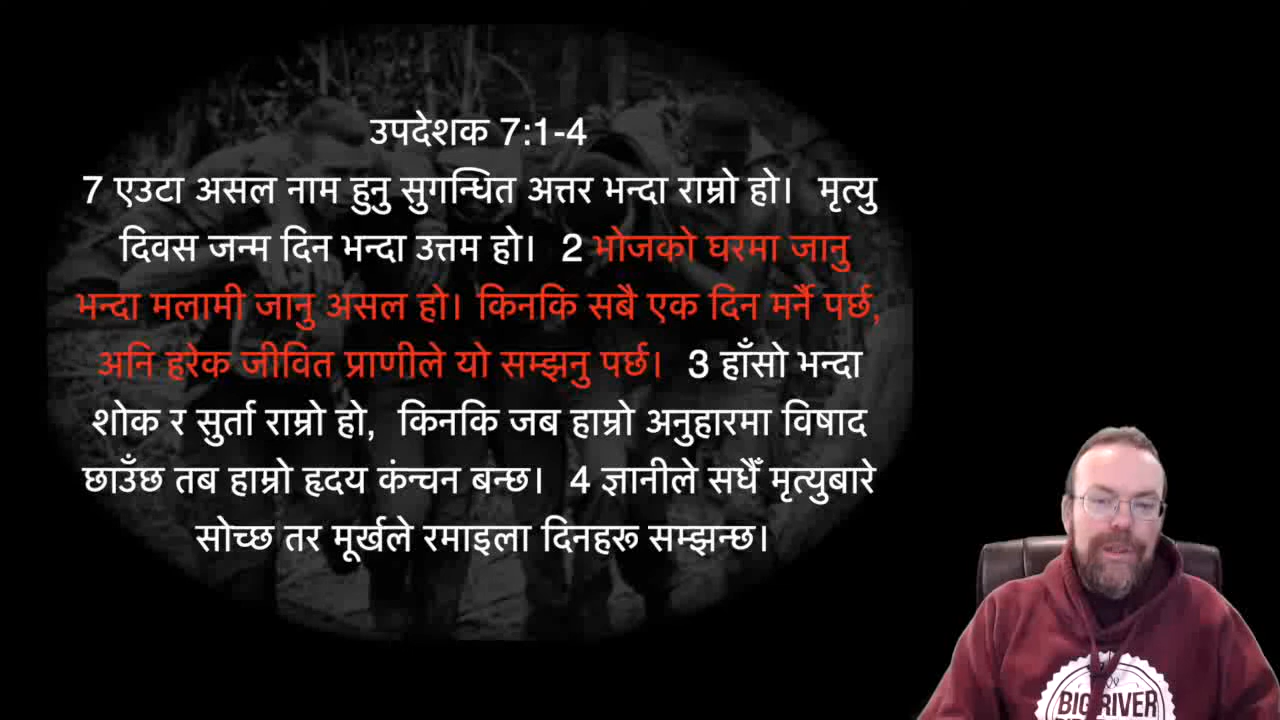 उपदेशक 7:1-4
7 एउटा असल नाम हुनु सुगन्धित अत्तर भन्दा राम्रो हो। मृत्यु
दिवस जन्म दिन भन्दा उत्तम हो। 2 भोजको घरमा जानु
भन्दा मलामी जानु असल हो। किनकि सबै एक दिन मर्नै पर्छ,
अनि हरेक जीवित प्राणीले यो सम्झनु पर्छ। 3 हाँसो भन्दा
शोक र सुर्ता राम्रो हो, किनकि जब हाम्रो अनुहारमा विषाद
छाउँछ तब हाम्रो हृदय कंन्चन बन्छ। 4 ज्ञानीले सधैँ मृत्युबारे
सोच्छ तर मूर्खले रमाइला दिनहरू सम्झन्छ।
BIG RIVER